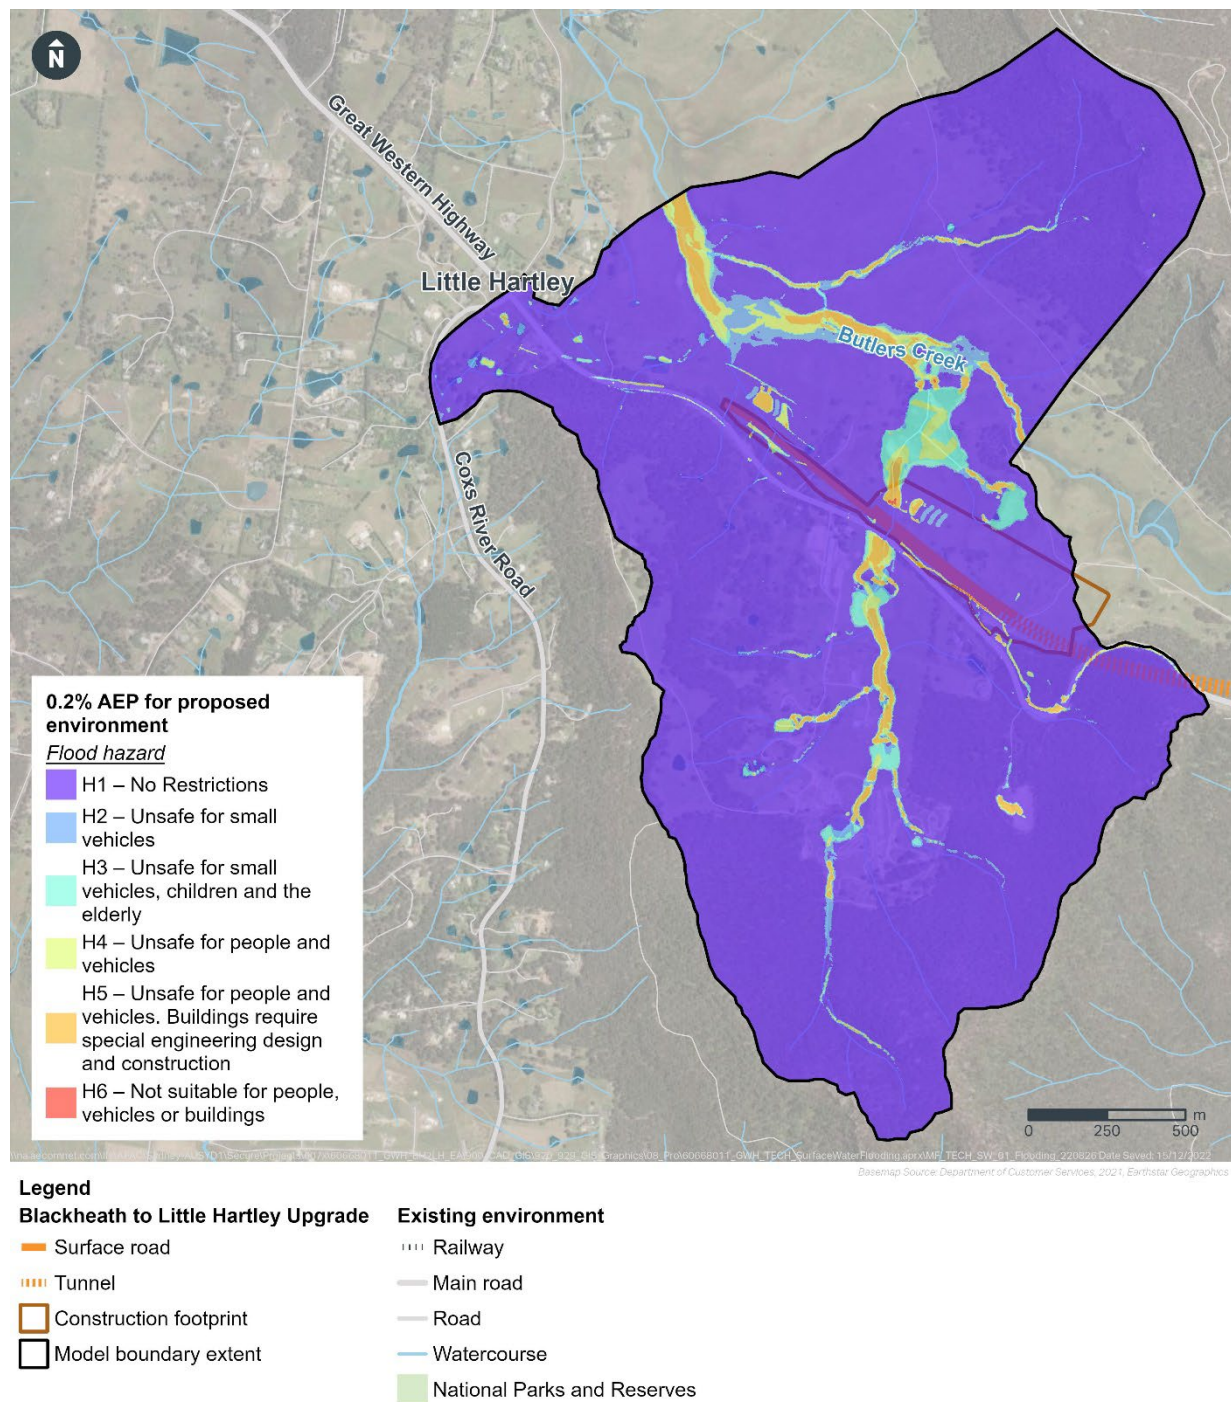 N
Great Western Highway
Little Hartley
Butlers Creek
Coxs River Road
0.2% AEP for proposed
environment
Flood hazard
H1 – No Restrictions
H2 – Unsafe for small
vehicles
H3 – Unsafe for small
vehicles, children and the
elderly
H4 – Unsafe for people and
vehicles
H5 – Unsafe for people and
vehicles. Buildings require
special engineering design
and construction
H6 – Not suitable for people,
vehicles or buildings
m
0 250 500
Date Saved: 15/12/2022
Basemap Source: Department of Customer Services, 2021, Earthstar Geographics
Legend
Blackheath to Little Hartley Upgrade
Surface road
Tunnel
Construction footprint
Model boundary extent
Existing environment
Railway
Main road
Road
Watercourse
National Parks and Reserves